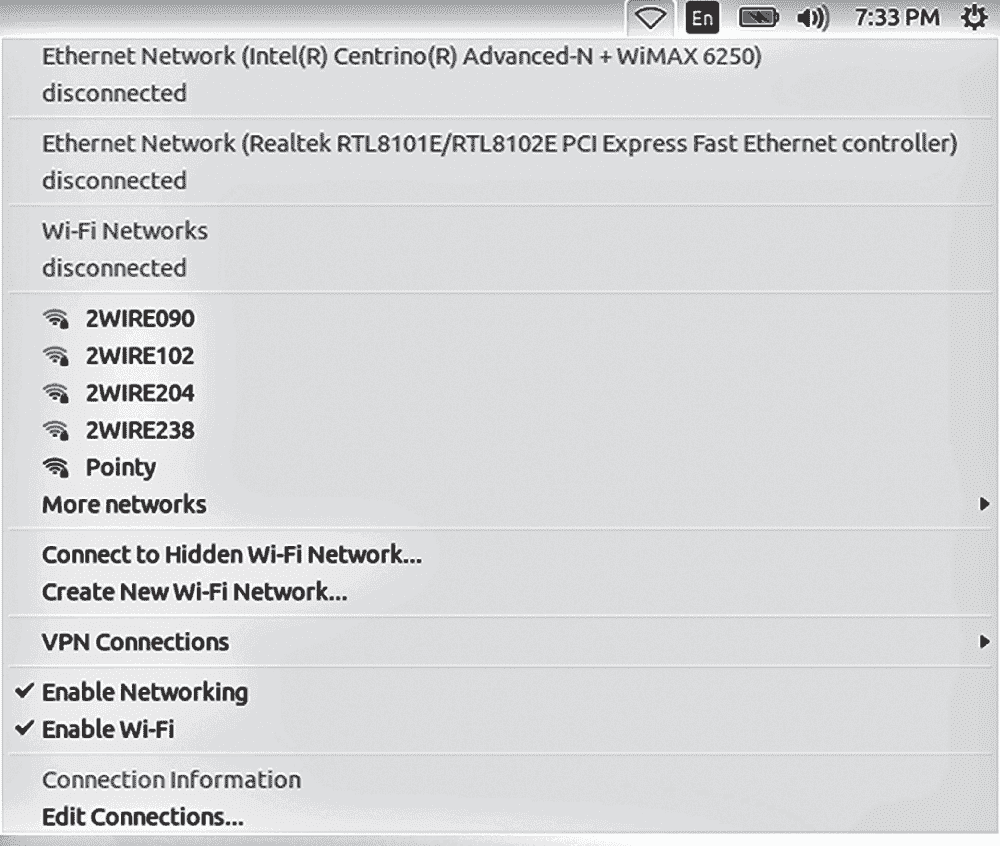 En 7:33 PM
Ethernet Network (Intel(R) Centrino(R) Advanced-N + WiMAX 6250)
disconnected
Ethernet Network (Realtek RTL8101E/RTL8102E PCI Express Fast Ethernet controller)
disconnected
Wi-Fi Networks
disconnected
2WIRE090
2WIRE102
2WIRE204
2WIRE238
Pointy
More networks
Connect to Hidden Wi-Fi Network...
Create New Wi-Fi Network...
VPN Connections
Enable Networking
Enable Wi-Fi
Connection Information
Edit Connections...